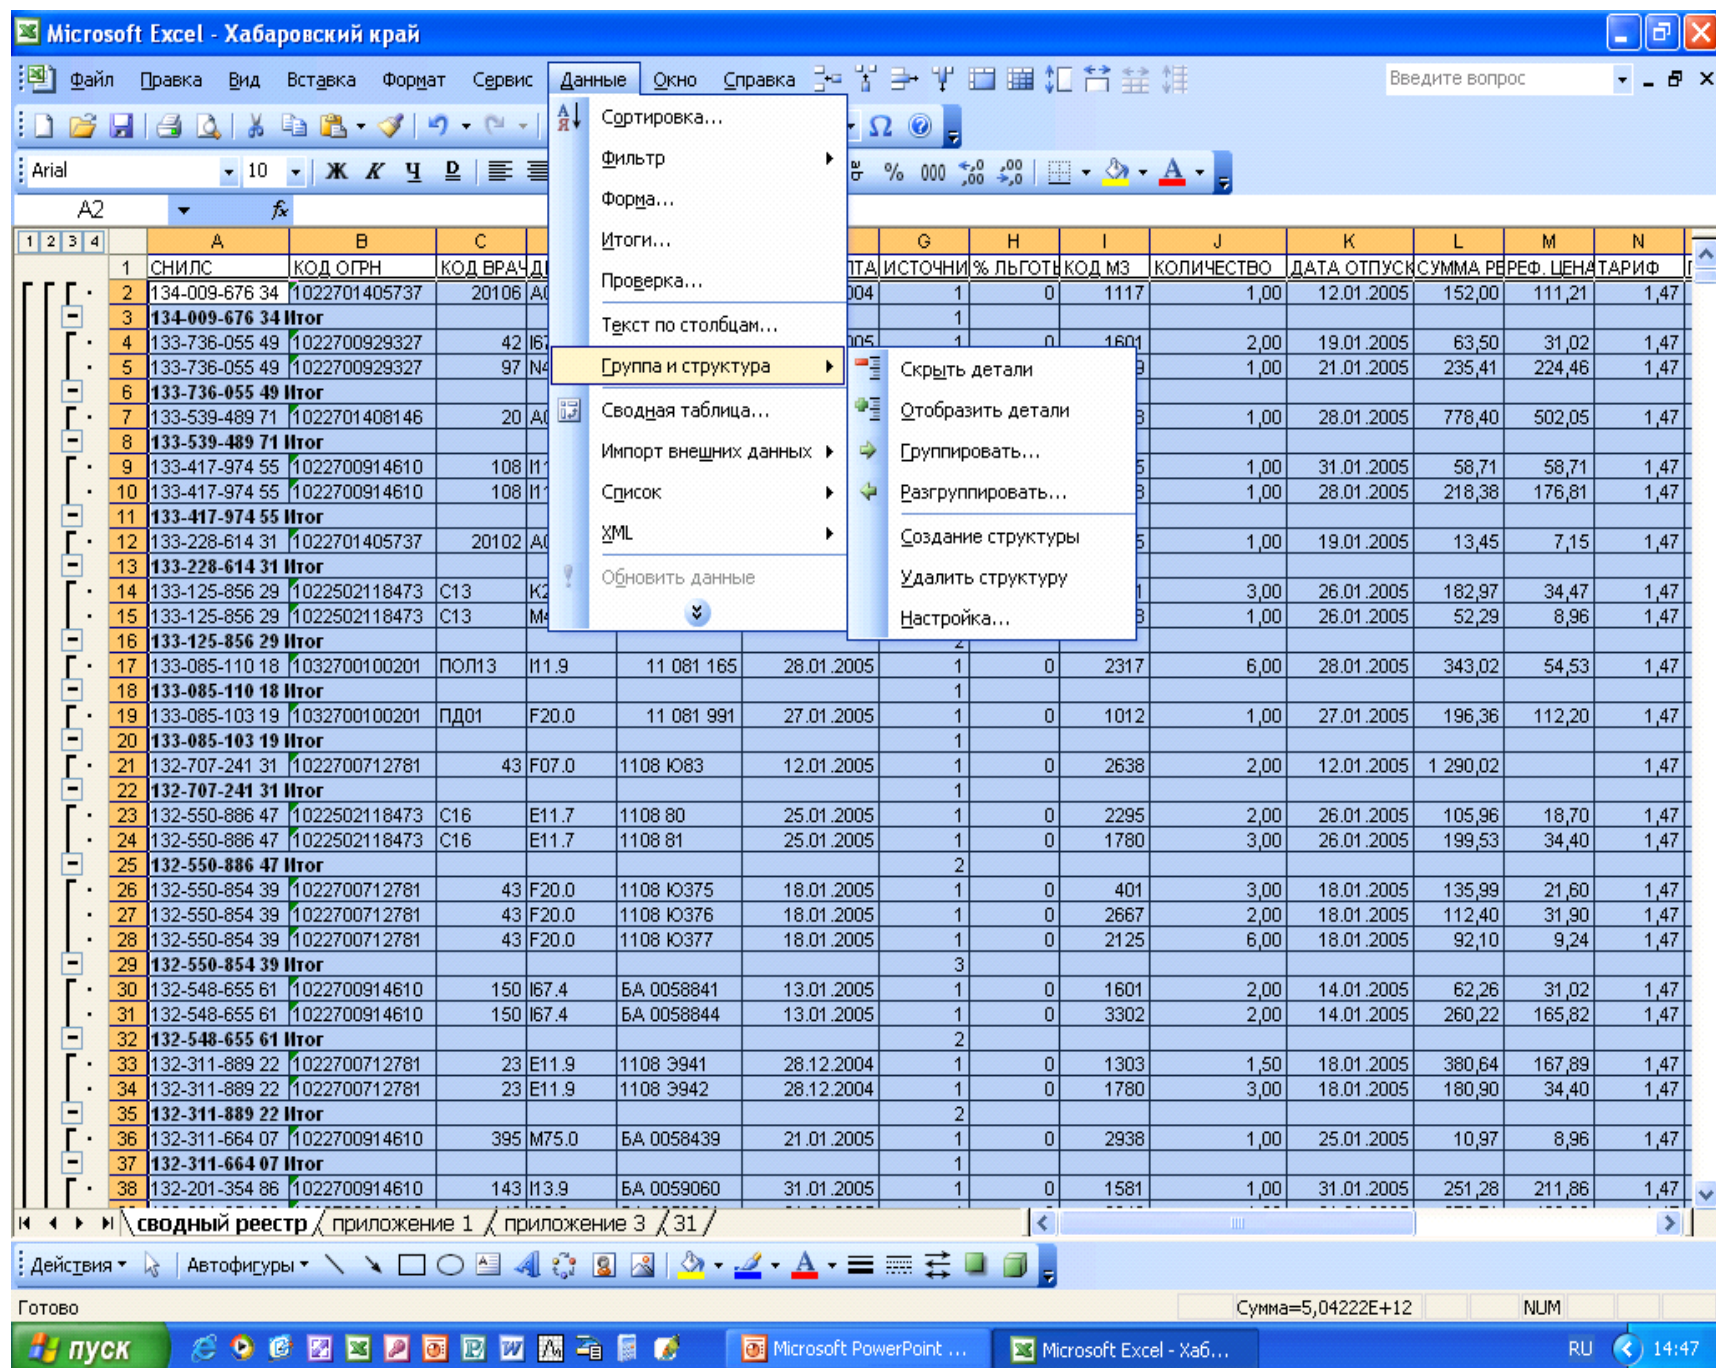 Microsoft Excel - Хабаровский край
Файл Правка Вид Вставка Формат Сервис Данные Окно Справка Введите вопрос
Arial 10 Ж К Ч D % 000
A2 fx
Сортировка...
Фильтр
Форма...
Итоги...
Проверка...
Текст по столбцам...
Группа и структура
Сводная таблица...
Импорт внешних данных
Список
XML
Обновить данные
Скрыть детали
Отобразить детали
Группировать...
Разгруппировать...
Создание структуры
Удалить структуру
Настройка...
1 2 3 4 A B C G H I J K L M N
1 СНИЛС КОД ОГРН КОД ВРАЧ ИСТОЧНИ % ЛЬГОТЬ КОД МЗ КОЛИЧЕСТВО ДАТА ОТПУСК СУММА РЕ РЕФ. ЦЕНА ТАРИФ
2 134-009-676 34 1022701405737 20106 004 1 0 1117 1,00 12.01.2005 152,00 111,21 1,47
3 134-009-676 34 Итог 1
4 133-736-055 49 1022700929327 42 I67 005 1 0 1601 2,00 19.01.2005 63,50 31,02 1,47
5 133-736-055 49 1022700929327 97 N4 9 1,00 21.01.2005 235,41 224,46 1,47
6 133-736-055 49 Итог
7 133-539-489 71 1022701408146 20 1,00 28.01.2005 778,40 502,05 1,47
8 133-539-489 71 Итог
9 133-417-974 55 1022700914610 108 I1 5 1,00 31.01.2005 58,71 58,71 1,47
10 133-417-974 55 1022700914610 108 I1 1,00 28.01.2005 218,38 176,81 1,47
11 133-417-974 55 Итог
12 133-228-614 31 1022701405737 20102 5 1,00 19.01.2005 13,45 7,15 1,47
13 133-228-614 31 Итог
14 133-125-856 29 1022502118473 C13 K2 1 3,00 26.01.2005 182,97 34,47 1,47
15 133-125-856 29 1022502118473 C13 M4 1,00 26.01.2005 52,29 8,96 1,47
16 133-125-856 29 Итог 2
17 133-085-110 18 1032700100201 ПОЛ13 I11.9 11 081 165 28.01.2005 1 0 2317 6,00 28.01.2005 343,02 54,53 1,47
18 133-085-110 18 Итог 1
19 133-085-103 19 1032700100201 ПД01 F20.0 11 081 991 27.01.2005 1 0 1012 1,00 27.01.2005 196,36 112,20 1,47
20 133-085-103 19 Итог 1
21 132-707-241 31 1022700712781 43 F07.0 1108 Ю83 12.01.2005 1 0 2638 2,00 12.01.2005 1 290,02 1,47
22 132-707-241 31 Итог 1
23 132-550-886 47 1022502118473 C16 E11.7 1108 80 25.01.2005 1 0 2295 2,00 26.01.2005 105,96 18,70 1,47
24 132-550-886 47 1022502118473 C16 E11.7 1108 81 25.01.2005 1 0 1780 3,00 26.01.2005 199,53 34,40 1,47
25 132-550-886 47 Итог 2
26 132-550-854 39 1022700712781 43 F20.0 1108 Ю375 18.01.2005 1 0 401 3,00 18.01.2005 135,99 21,60 1,47
27 132-550-854 39 1022700712781 43 F20.0 1108 Ю376 18.01.2005 1 0 2667 2,00 18.01.2005 112,40 31,90 1,47
28 132-550-854 39 1022700712781 43 F20.0 1108 Ю377 18.01.2005 1 0 2125 6,00 18.01.2005 92,10 9,24 1,47
29 132-550-854 39 Итог 3
30 132-548-655 61 1022700914610 150 I67.4 БА 0058841 13.01.2005 1 0 1601 2,00 14.01.2005 62,26 31,02 1,47
31 132-548-655 61 1022700914610 150 I67.4 БА 0058844 13.01.2005 1 0 3302 2,00 14.01.2005 260,22 165,82 1,47
32 132-548-655 61 Итог 2
33 132-311-889 22 1022700712781 23 E11.9 1108 Э941 28.12.2004 1 0 1303 1,50 18.01.2005 380,64 167,89 1,47
34 132-311-889 22 1022700712781 23 E11.9 1108 Э942 28.12.2004 1 0 1780 3,00 18.01.2005 180,90 34,40 1,47
35 132-311-889 22 Итог 2
36 132-311-664 07 1022700914610 395 M75.0 БА 0058439 21.01.2005 1 0 2938 1,00 25.01.2005 10,97 8,96 1,47
37 132-311-664 07 Итог 1
38 132-201-354 86 1022700914610 143 I13.9 БА 0059060 31.01.2005 1 0 1581 1,00 31.01.2005 251,28 211,86 1,47
сводный реестр приложение 1 приложение 3 31
Действия Автофигуры
Готово Сумма=5,04222E+12 NUM
пуск Microsoft PowerPoint ... Microsoft Excel - Хаб... RU 14:47